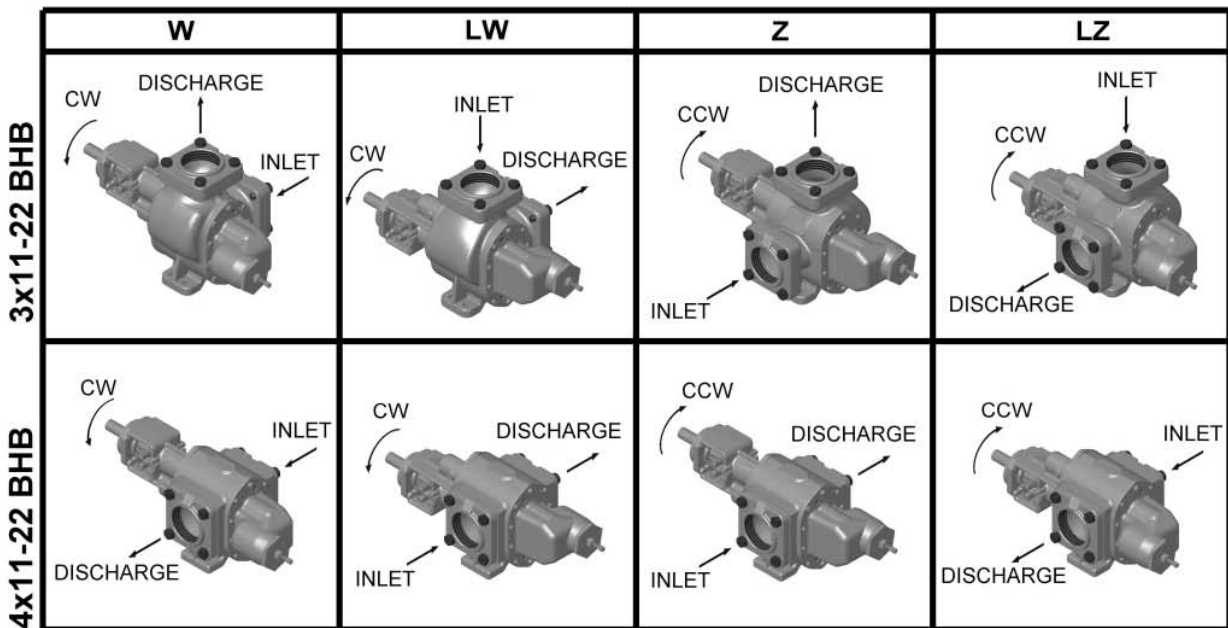 W
LW
Z
LZ
3x11-22 BHB
DISCHARGE
CW
INLET
INLET
CW
DISCHARGE
DISCHARGE
CCW
INLET
INLET
CCW
DISCHARGE
4x11-22 BHB
CW
INLET
DISCHARGE
CW
DISCHARGE
INLET
CCW
DISCHARGE
INLET
CCW
INLET
DISCHARGE